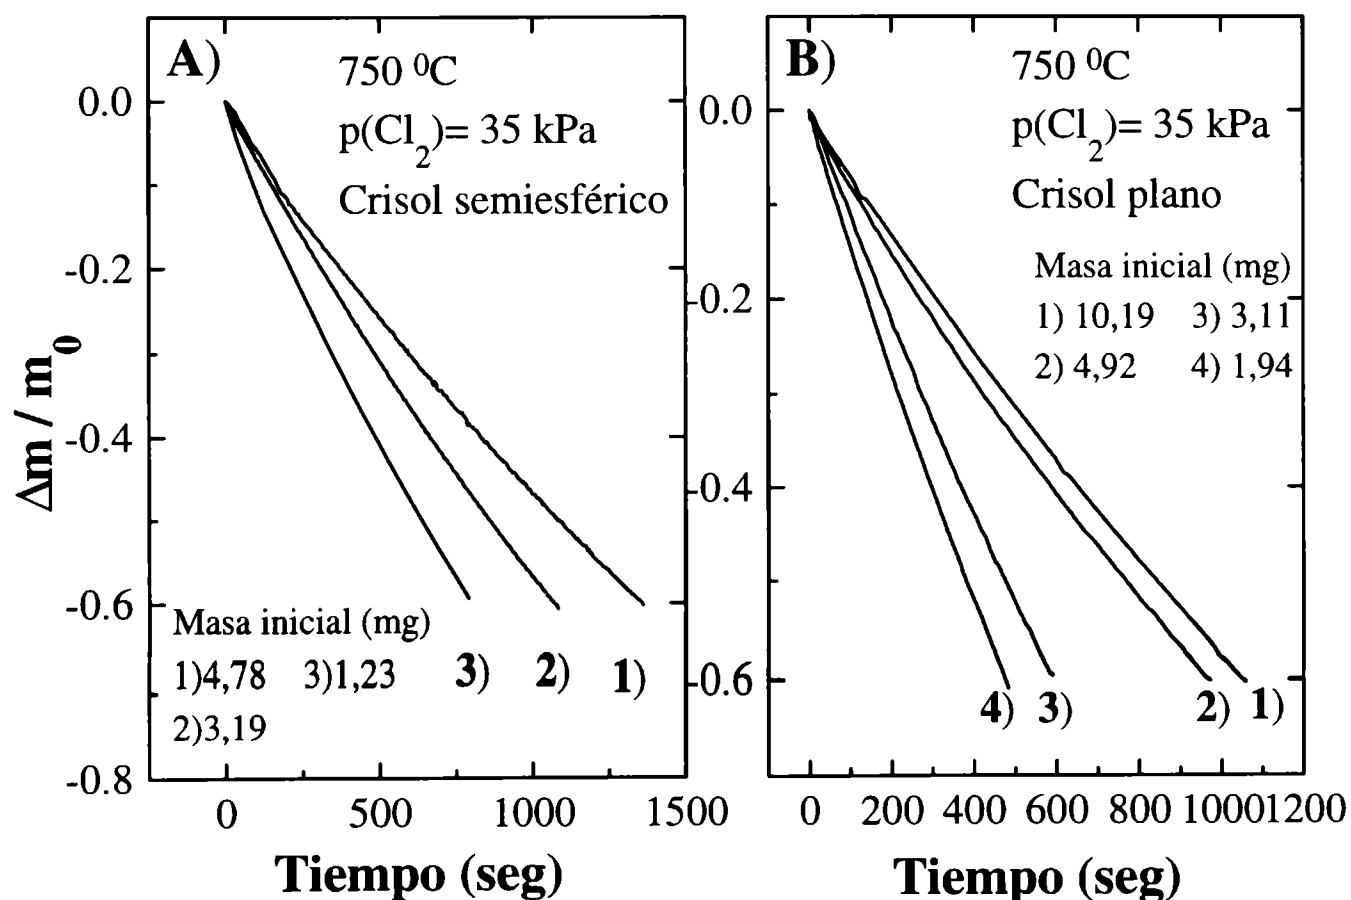 A)
750 ⁰C
p(Cl₂)= 35 kPa
Crisol semiesférico
0.0
-0.2
-0.4
-0.6
-0.8
Δm / m₀
Masa inicial (mg)
1)4,78 3)1,23
2)3,19
3) 2) 1)
0 500 1000 1500
Tiempo (seg)
B)
750 ⁰C
p(Cl₂)= 35 kPa
Crisol plano
Masa inicial (mg)
1) 10,19 3) 3,11
2) 4,92 4) 1,94
0.0
-0.2
-0.4
-0.6
4) 3) 2) 1)
0 200 400 600 800 1000 1200
Tiempo (seg)